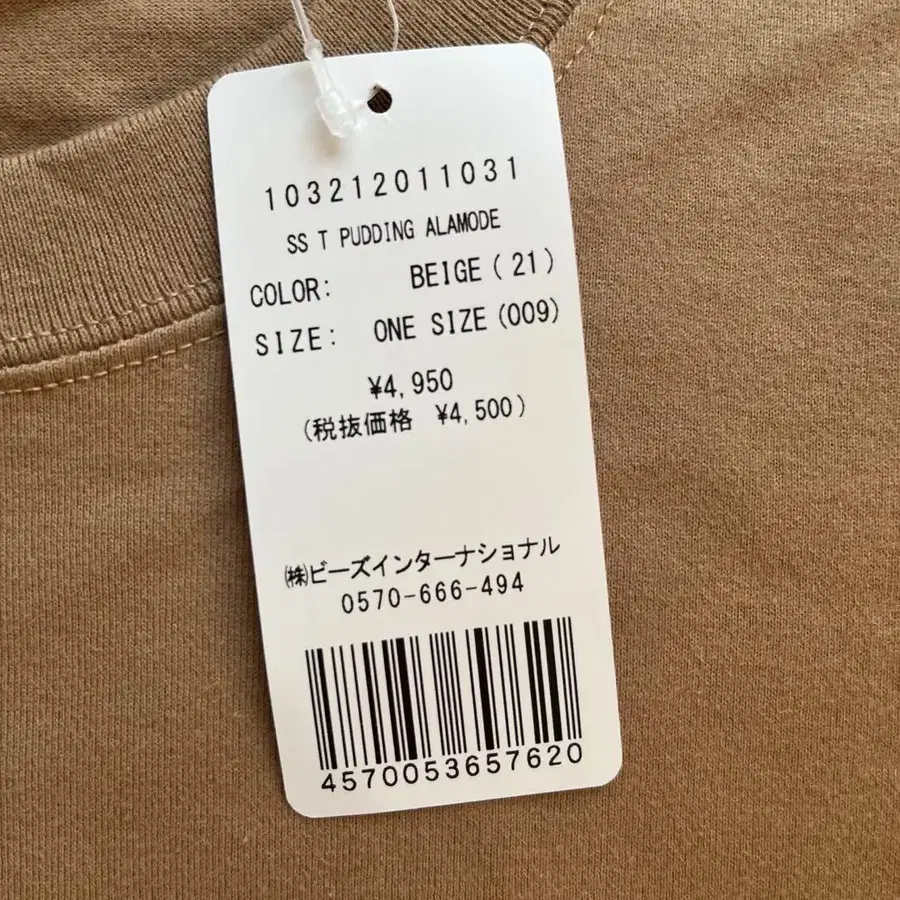 103212011031
SS T PUDDING ALAMODE
COLOR: BEIGE(21)
SIZE: ONE SIZE(009)
¥4,950
(税抜価格 ¥4,500)
㈱ビーズインターナショナル
0570-666-494
4570053657620